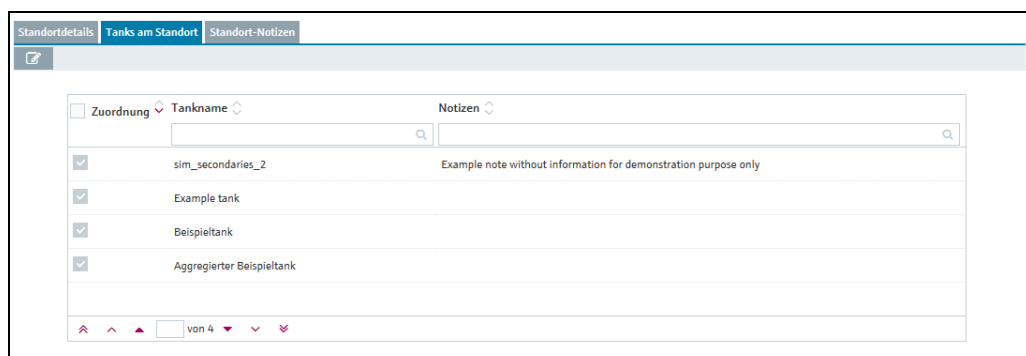 Standortdetails Tanks am Standort Standort-Notizen
Zuordnung Tankname Notizen
sim_secondaries_2 Example note without information for demonstration purpose only
Example tank
Beispieltank
Aggregierter Beispieltank
von 4